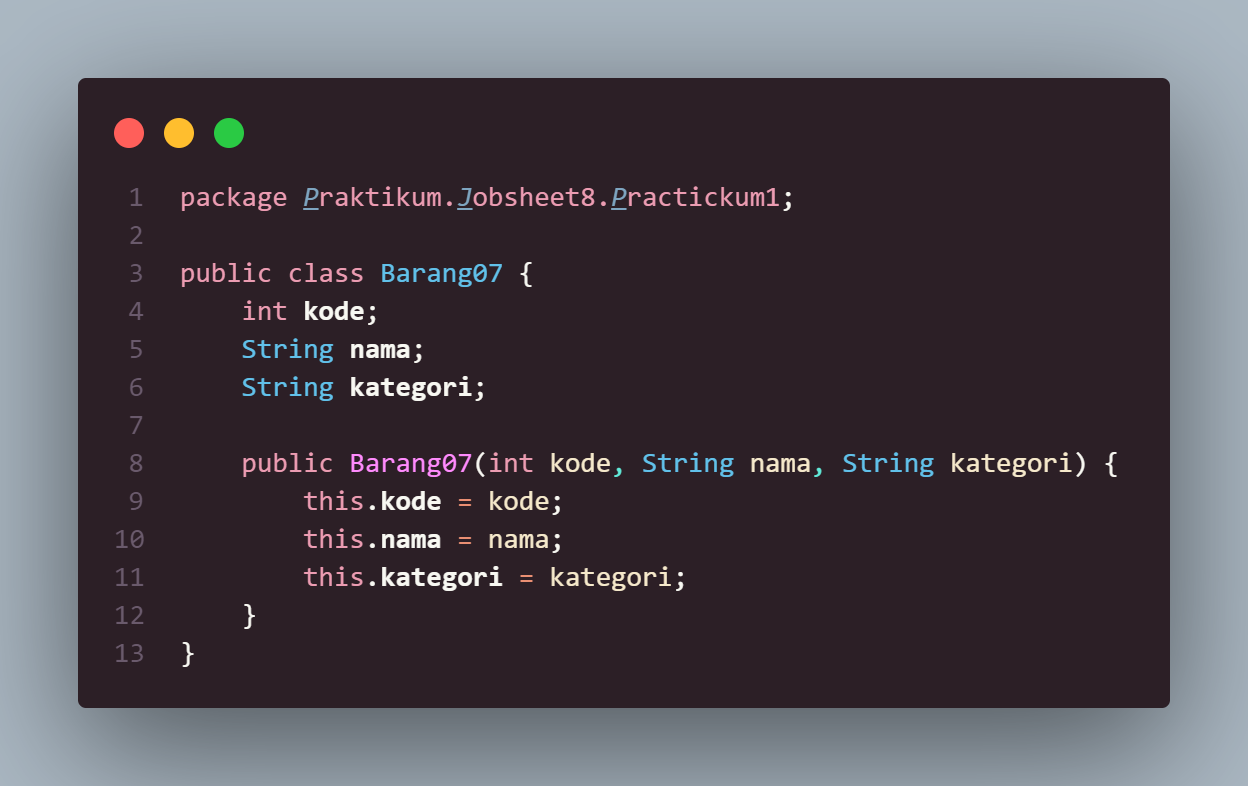 1 package Praktikum.Jobsheet8.Practickum1;
2
3 public class Barang07 {
4     int kode;
5     String nama;
6     String kategori;
7
8     public Barang07(int kode, String nama, String kategori) {
9         this.kode = kode;
10         this.nama = nama;
11         this.kategori = kategori;
12     }
13 }